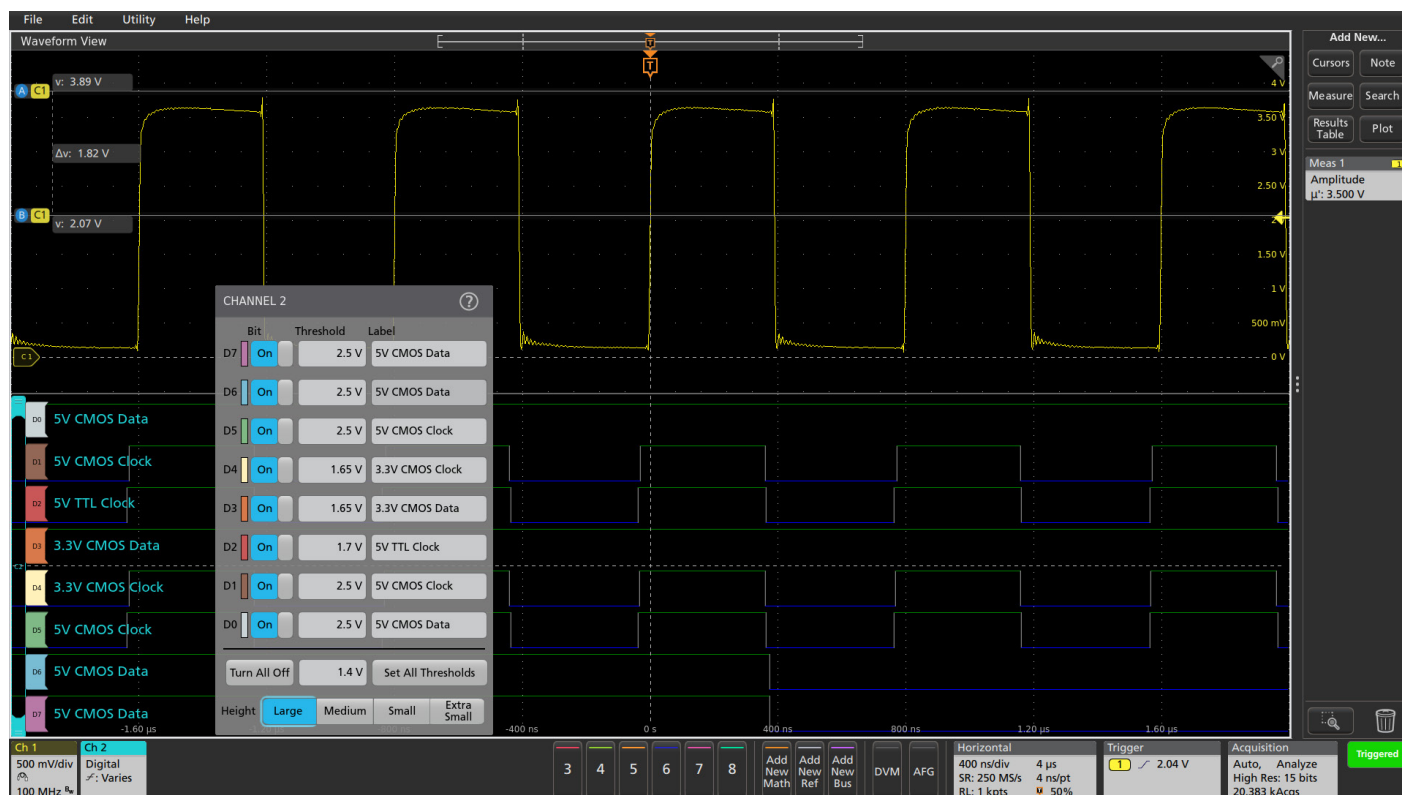 File Edit Utility Help
Waveform View
Add New...
Cursors Note
Measure Search
Results Table Plot
Meas 1 1
Amplitude
µ': 3.500 V
T
T
A C1 v: 3.89 V
4 V
3.50 V
Δv: 1.82 V
3 V
2.50 V
B C1 v: 2.07 V
1.50 V
1 V
500 mV
C1
0 V
CHANNEL 2 ?
Bit Threshold Label
D7 On 2.5 V 5V CMOS Data
D6 On 2.5 V 5V CMOS Data
D5 On 2.5 V 5V CMOS Clock
D4 On 1.65 V 3.3V CMOS Clock
D3 On 1.65 V 3.3V CMOS Data
D2 On 1.7 V 5V TTL Clock
D1 On 2.5 V 5V CMOS Clock
D0 On 2.5 V 5V CMOS Data
Turn All Off 1.4 V Set All Thresholds
Height Large Medium Small Extra Small
D0 5V CMOS Data
D1 5V CMOS Clock
D2 5V TTL Clock
D3 3.3V CMOS Data
C2
D4 3.3V CMOS Clock
D5 5V CMOS Clock
D6 5V CMOS Data
D7 5V CMOS Data
-1.60 µs -400 ns 0 s 400 ns 800 ns 1.20 µs 1.60 µs
Ch 1
500 mV/div
100 MHz Bw
Ch 2
Digital
: Varies
3 4 5 6 7 8
Add New Math
Add New Ref
Add New Bus
DVM AFG
Horizontal
400 ns/div 4 µs
SR: 250 MS/s 4 ns/pt
RL: 1 kpts 50%
Trigger
1 2.04 V
Acquisition
Auto, Analyze
High Res: 15 bits
20.383 kAcqs
Triggered